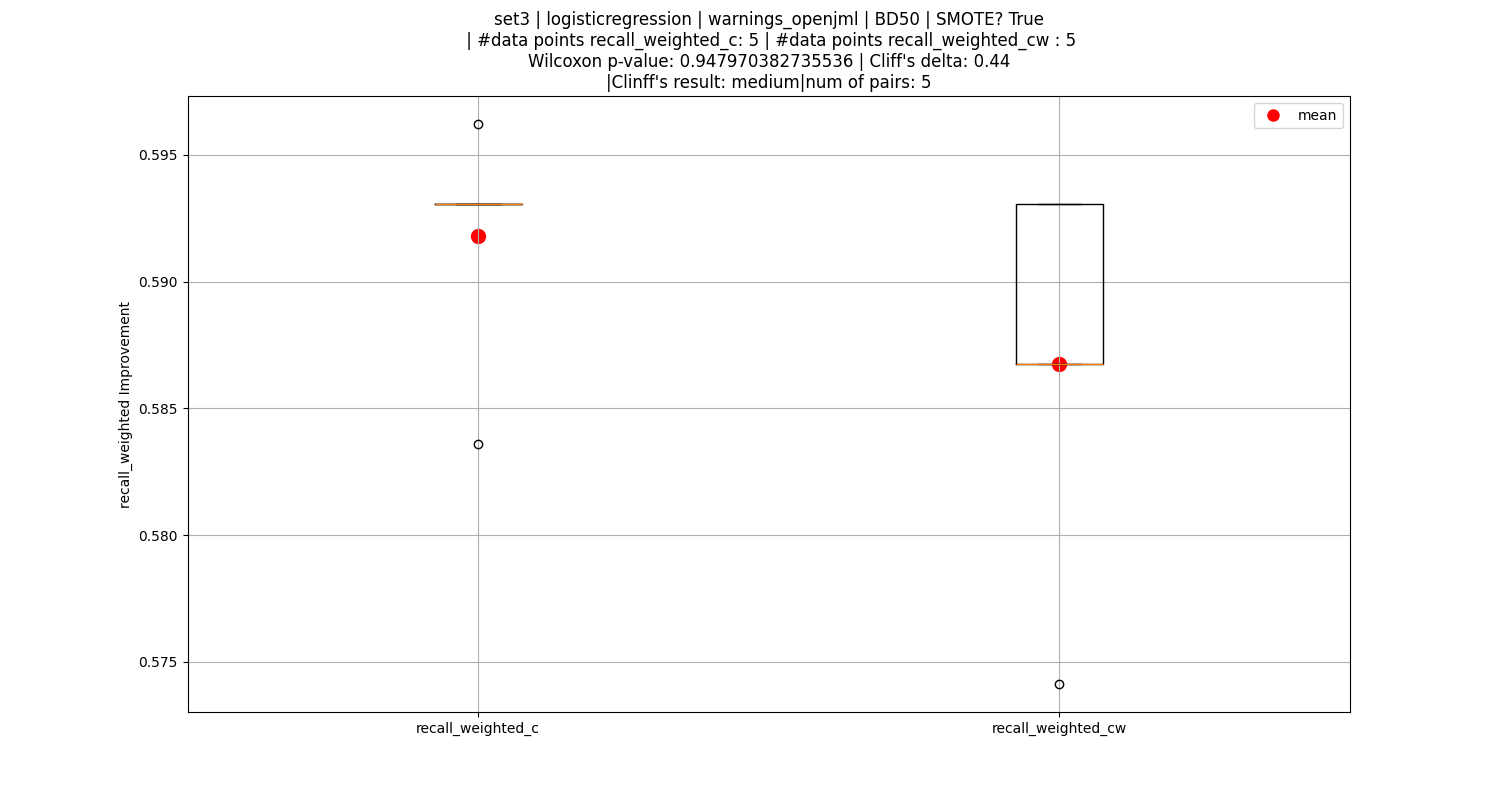 set3 | logisticregression | warnings_openjml | BD50 | SMOTE? True
| #data points recall_weighted_c: 5 | #data points recall_weighted_cw : 5
Wilcoxon p-value: 0.947970382735536 | Cliff's delta: 0.44
|Clinff's result: medium|num of pairs: 5
mean
0.595
0.590
0.585
0.580
0.575
recall_weighted Improvement
recall_weighted_c
recall_weighted_cw